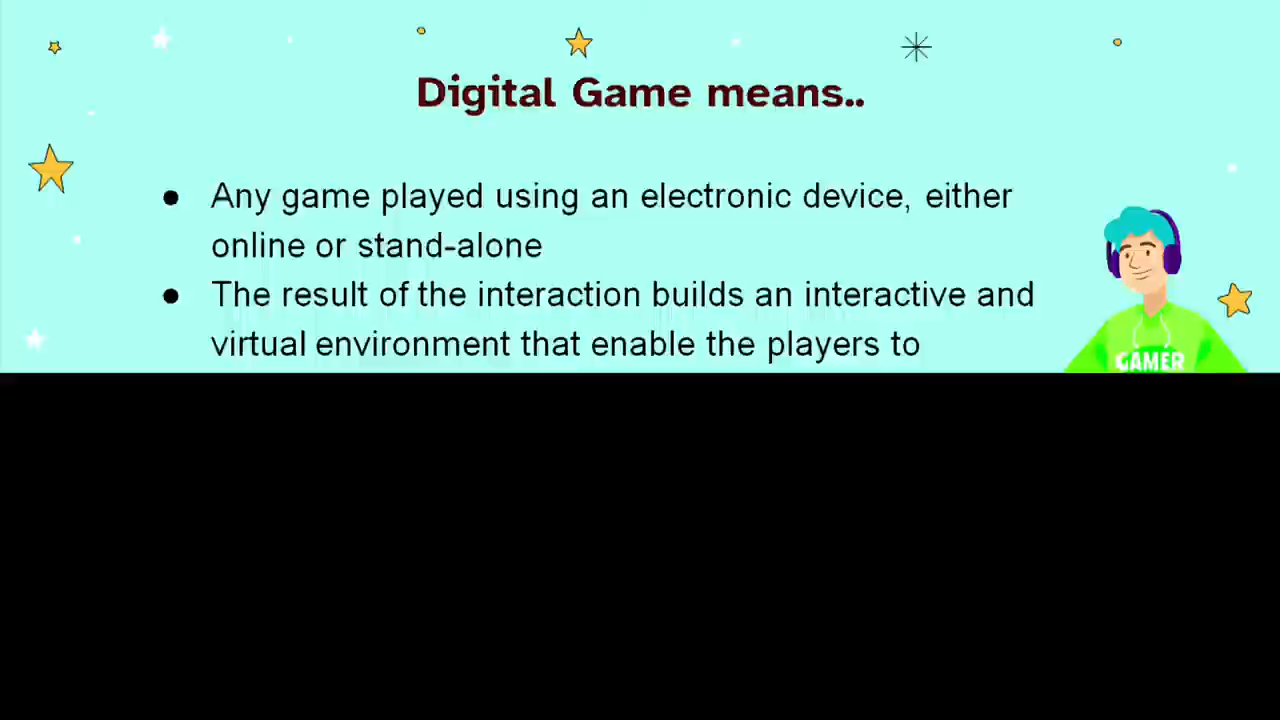 Digital Game means..
● Any game played using an electronic device, either
online or stand-alone
● The result of the interaction builds an interactive and
virtual environment that enable the players to
GAMER